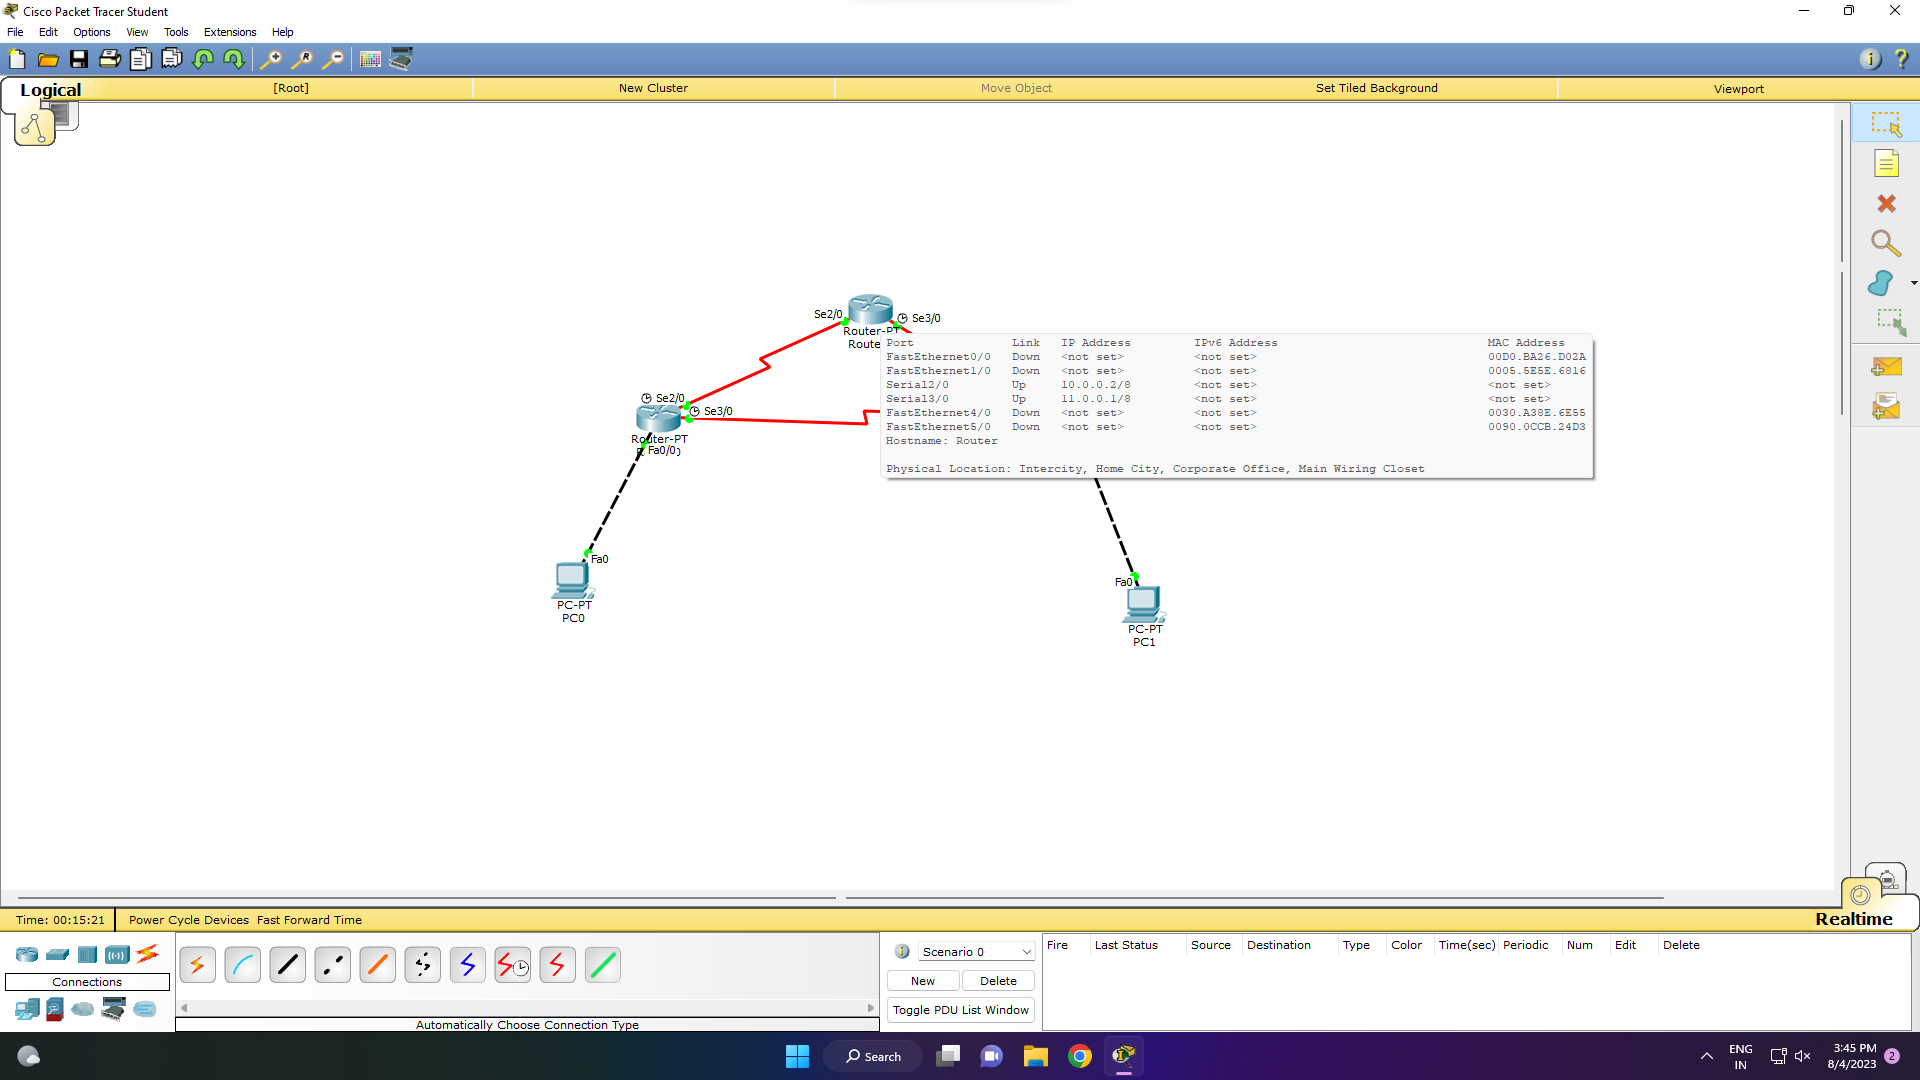 Cisco Packet Tracer Student
File Edit Options View Tools Extensions Help
Logical [Root] New Cluster Move Object Set Tiled Background Viewport
Se2/0 Se3/0
Router-PT
Route
Port Link IP Address IPv6 Address MAC Address
FastEthernet0/0 Down <not set> <not set> 00D0.BA26.D02A
FastEthernet1/0 Down <not set> <not set> 0005.5E5E.6816
Serial2/0 Up 10.0.0.2/8 <not set> <not set>
Serial3/0 Up 11.0.0.1/8 <not set> <not set>
FastEthernet4/0 Down <not set> <not set> 0030.A38E.6E55
FastEthernet5/0 Down <not set> <not set> 0090.0CCB.24D3
Hostname: Router
Physical Location: Intercity, Home City, Corporate Office, Main Wiring Closet
Se2/0
Se3/0
Router-PT
Fa0/0
Fa0
PC-PT
PC0
Fa0
PC-PT
PC1
Time: 00:15:21 Power Cycle Devices Fast Forward Time
Realtime
Connections
Automatically Choose Connection Type
Scenario 0
New Delete
Toggle PDU List Window
Fire Last Status Source Destination Type Color Time(sec) Periodic Num Edit Delete
Search
ENG
IN
3:45 PM
8/4/2023
2